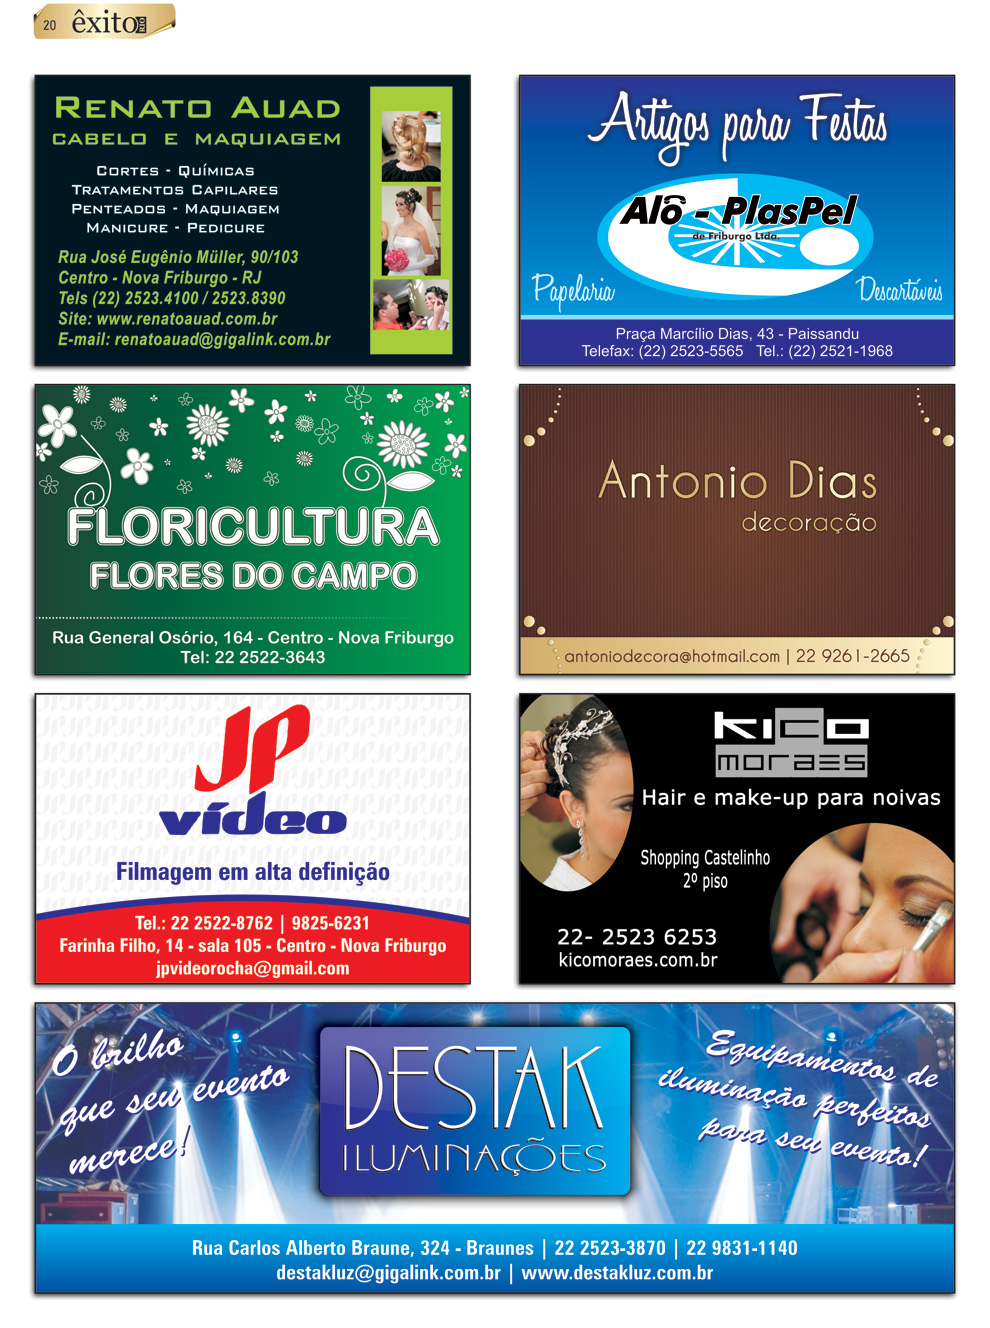 20 êxito RIO
RENATO AUAD
CABELO E MAQUIAGEM
CORTES - QUÍMICAS
TRATAMENTOS CAPILARES
PENTEADOS - MAQUIAGEM
MANICURE - PEDICURE
Rua José Eugênio Müller, 90/103
Centro - Nova Friburgo - RJ
Tels (22) 2523.4100 / 2523.8390
Site: www.renatoauad.com.br
E-mail: renatoauad@gigalink.com.br
Artigos para Festas
Alô - PlasPel
de Friburgo Ltda.
Papelaria
Descartáveis
Praça Marcílio Dias, 43 - Paissandu
Telefax: (22) 2523-5565 Tel.: (22) 2521-1968
FLORICULTURA
FLORES DO CAMPO
Rua General Osório, 164 - Centro - Nova Friburgo
Tel: 22 2522-3643
Antonio Dias
decoração
antoniodecora@hotmail.com | 22 9261-2665
JP
vídeo
Filmagem em alta definição
Tel.: 22 2522-8762 | 9825-6231
Farinha Filho, 14 - sala 105 - Centro - Nova Friburgo
jpvideorocha@gmail.com
KICO
moraes
Hair e make-up para noivas
Shopping Castelinho
2º piso
22- 2523 6253
kicomoraes.com.br
O brilho
que seu evento
merece!
DESTAK
ILUMINAÇÕES
Equipamentos de
iluminação perfeitos
para seu evento!
Rua Carlos Alberto Braune, 324 - Braunes | 22 2523-3870 | 22 9831-1140
destakluz@gigalink.com.br | www.destakluz.com.br